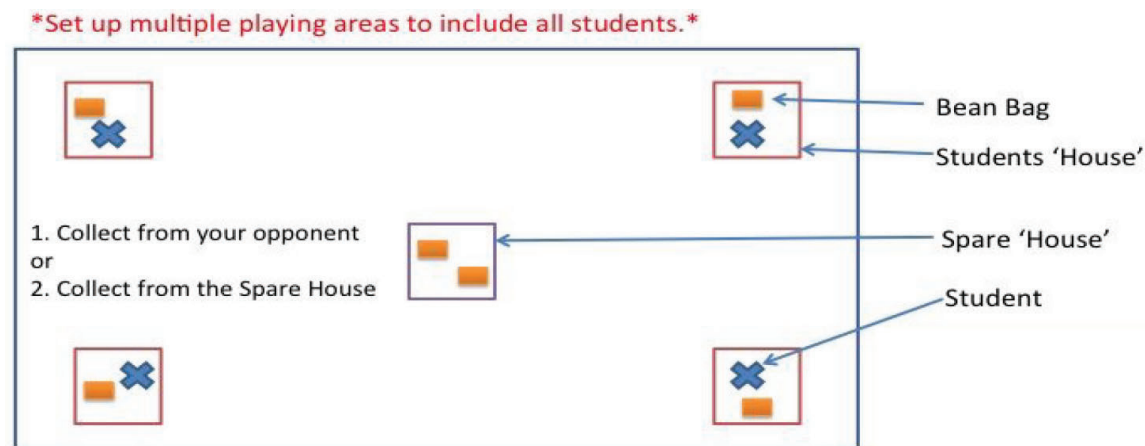 *Set up multiple playing areas to include all students.*
Bean Bag
Students ‘House’
1. Collect from your opponent
or
2. Collect from the Spare House
Spare ‘House’
Student